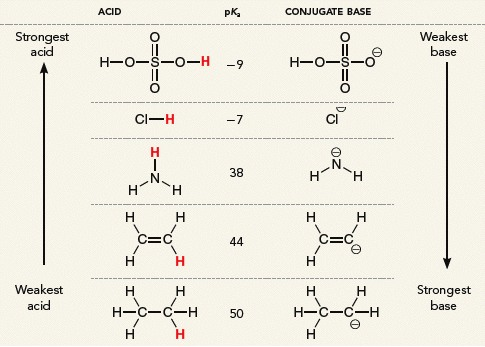 ACID pKa CONJUGATE BASE
Strongest acid
Weakest base
O O
H—O—S—O—H −9 H—O—S—O⊖
O O
Cl—H −7 Cl⊖
H ⊖
N 38 N
H H H H
H H H H
C=C 44 C=C⊖
H H H
Weakest acid
Strongest base
H H H H
H—C—C—H 50 H—C—C—H
H H H ⊖